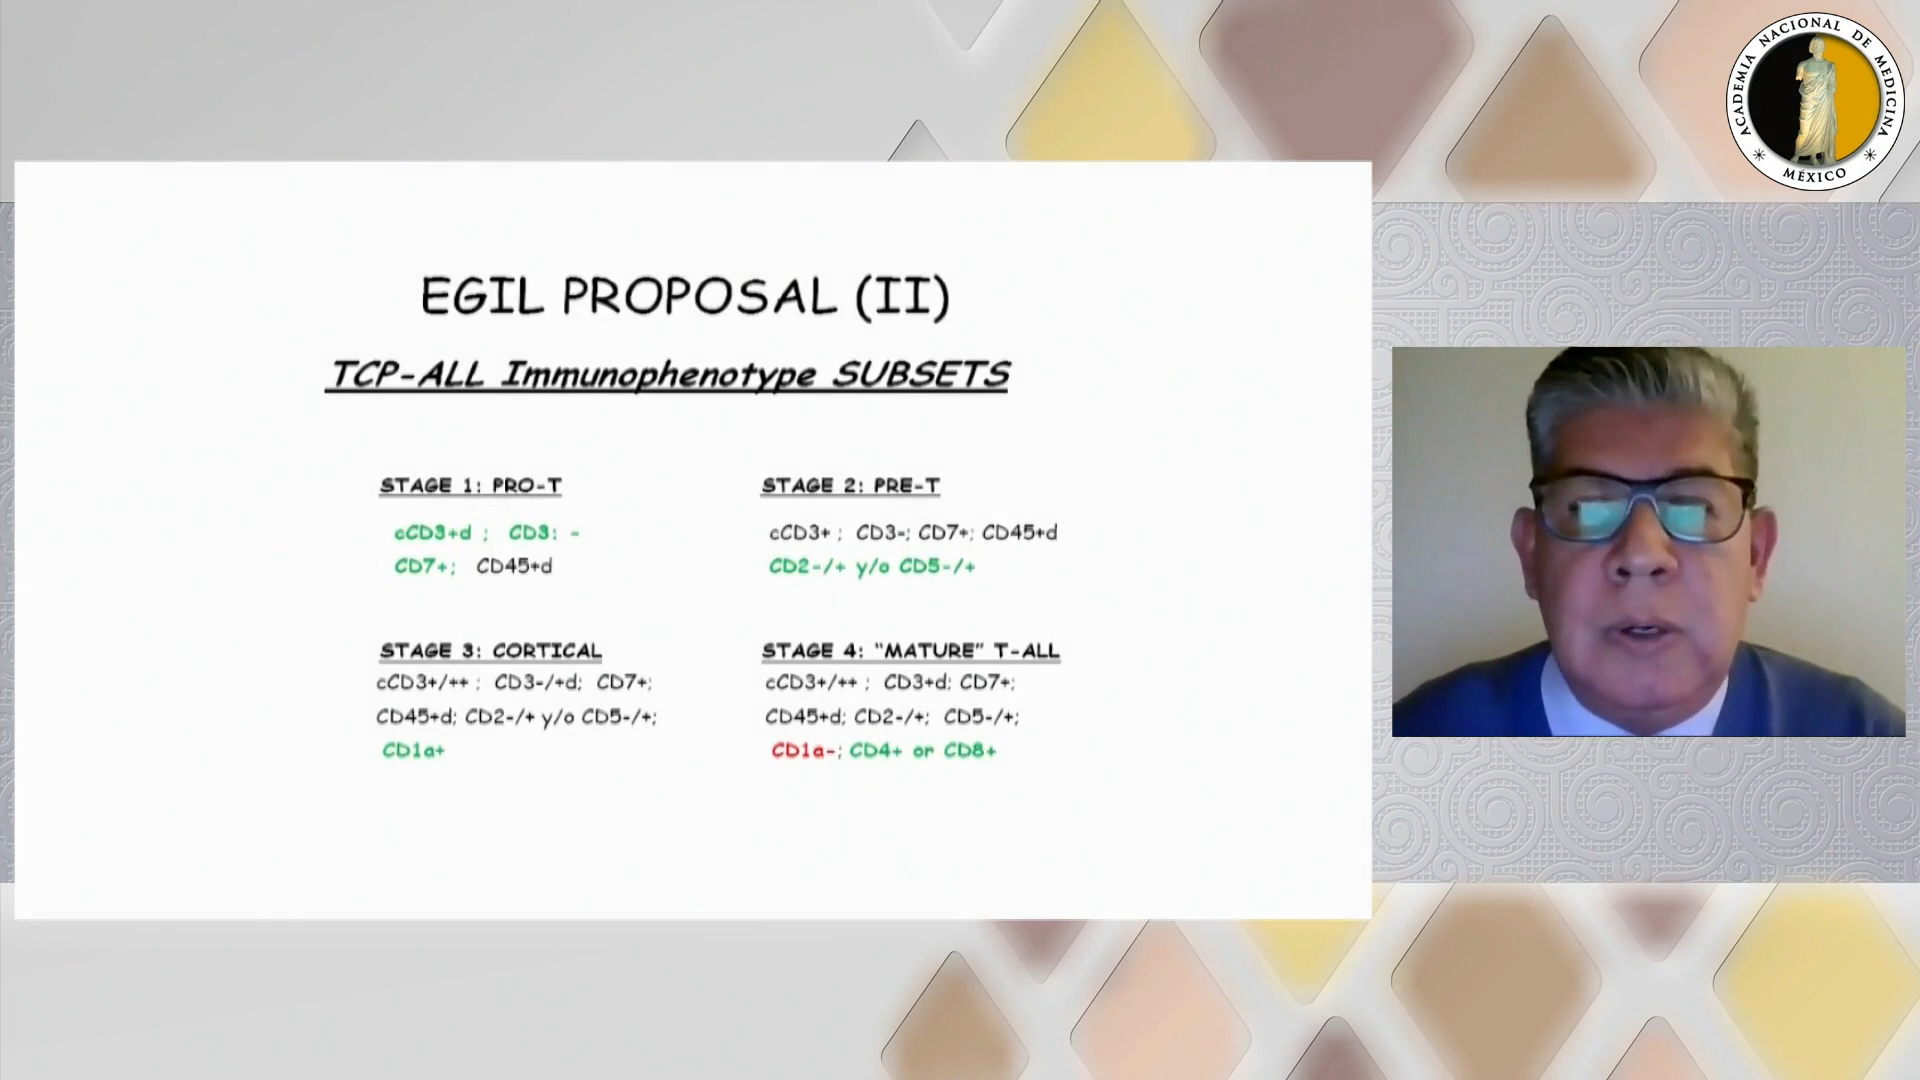 ACADEMIA NACIONAL DE MEDICINA
MÉXICO
EGIL PROPOSAL (II)
TCP-ALL Immunophenotype SUBSETS
STAGE 1: PRO-T
cCD3+d ; CD3: -
CD7+; CD45+d
STAGE 2: PRE-T
cCD3+ ; CD3-; CD7+; CD45+d
CD2-/+ y/o CD5-/+
STAGE 3: CORTICAL
cCD3+/++ ; CD3-/+d; CD7+;
CD45+d; CD2-/+ y/o CD5-/+;
CD1a+
STAGE 4: “MATURE” T-ALL
cCD3+/++ ; CD3+d; CD7+;
CD45+d; CD2-/+; CD5-/+;
CD1a-; CD4+ or CD8+